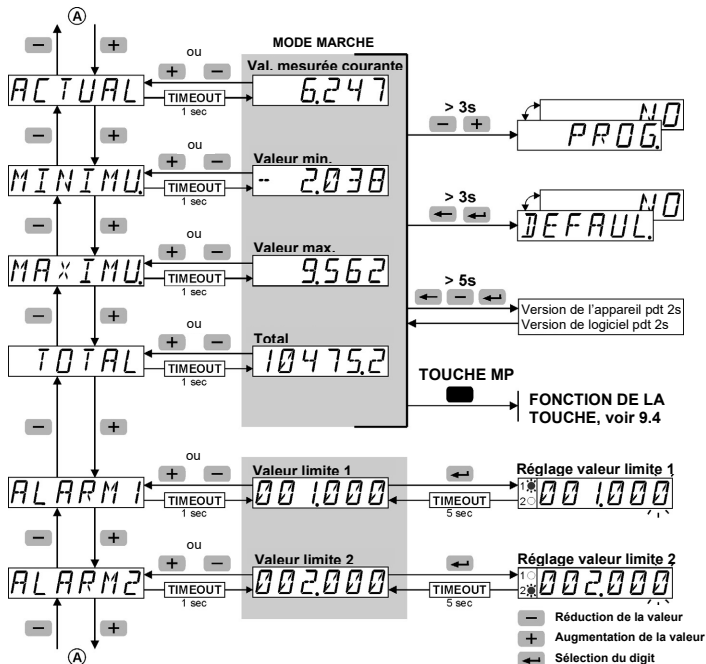 A
− +
MODE MARCHE
ou
+ −
Val. mesurée courante
ACTUAL
TIMEOUT
1 sec
6.247
> 3s
− +
NO
PROG.
− +
ou
+ −
Valeur min.
MINIMU.
TIMEOUT
1 sec
- 2.038
> 3s
NO
DEFAUL.
− +
ou
+ −
Valeur max.
MAXIMU.
TIMEOUT
1 sec
9.562
> 5s
−
Version de l'appareil pdt 2s
Version de logiciel pdt 2s
− +
ou
+ −
Total
TOTAL
TIMEOUT
1 sec
10475.2
TOUCHE MP
FONCTION DE LA
TOUCHE, voir 9.4
− +
ou
+ −
Valeur limite 1
Réglage valeur limite 1
ALARM1
TIMEOUT
1 sec
001.000
TIMEOUT
5 sec
1
2
001.000
− +
ou
+ −
Valeur limite 2
Réglage valeur limite 2
ALARM2
TIMEOUT
1 sec
002.000
TIMEOUT
5 sec
1
2
002.000
− +
A
− Réduction de la valeur
+ Augmentation de la valeur
Sélection du digit